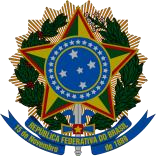 REPÚBLICA FEDERATIVA DO BRASIL
15 de Novembro
de 1889